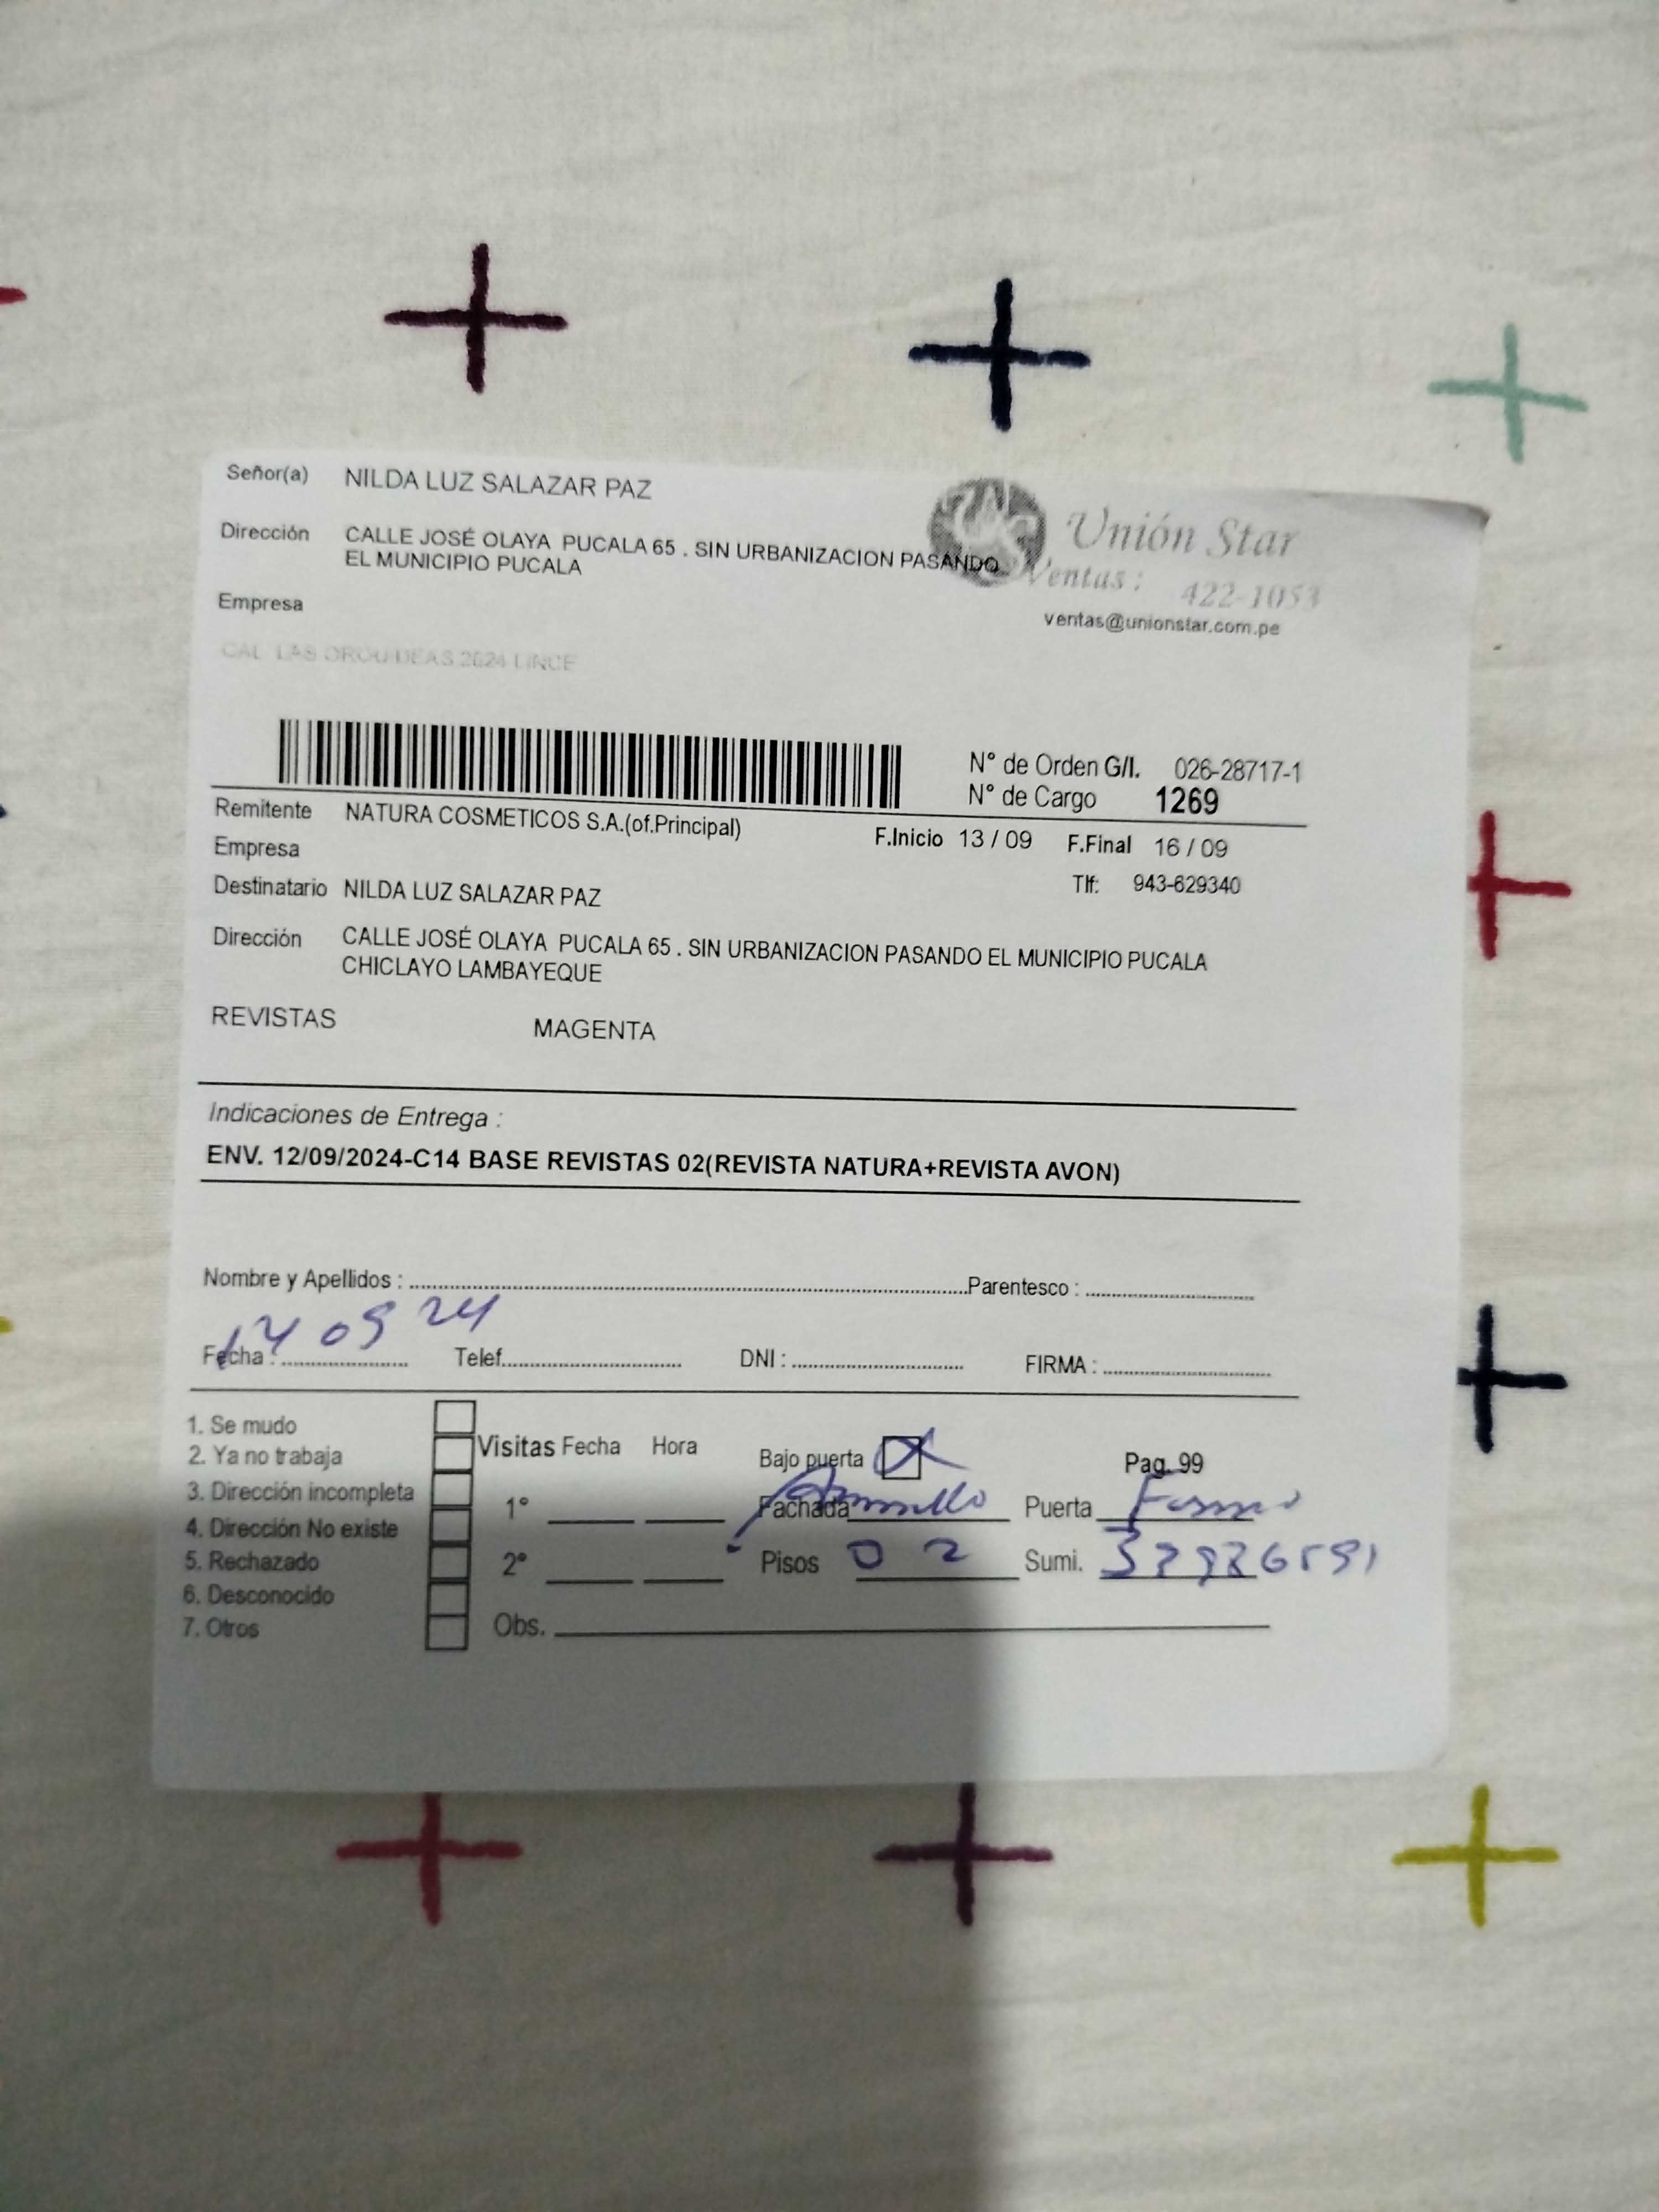 Señor(a) NILDA LUZ SALAZAR PAZ
Dirección CALLE JOSÉ OLAYA PUCALA 65 . SIN URBANIZACION PASANDO
EL MUNICIPIO PUCALA
Unión Star
Ventas : 422-1053
ventas@unionstar.com.pe
Empresa
CAL LAS ORQUIDEAS 2624 LINCE
N° de Orden G/I. 026-28717-1
N° de Cargo 1269
Remitente NATURA COSMETICOS S.A.(of.Principal)
F.Inicio 13 / 09 F.Final 16 / 09
Empresa
Destinatario NILDA LUZ SALAZAR PAZ Tlf: 943-629340
Dirección CALLE JOSÉ OLAYA PUCALA 65 . SIN URBANIZACION PASANDO EL MUNICIPIO PUCALA
CHICLAYO LAMBAYEQUE
REVISTAS MAGENTA
Indicaciones de Entrega :
ENV. 12/09/2024-C14 BASE REVISTAS 02(REVISTA NATURA+REVISTA AVON)
Nombre y Apellidos : Parentesco :
Fecha : 14 09 24 Telef. DNI : FIRMA :
1. Se mudo
2. Ya no trabaja
3. Dirección incompleta
4. Dirección No existe
5. Rechazado
6. Desconocido
7. Otros
Visitas Fecha Hora
1°
2°
Obs.
Bajo puerta X Pag. 99
Fachada Amarillo Puerta
Pisos 02 Sumi.